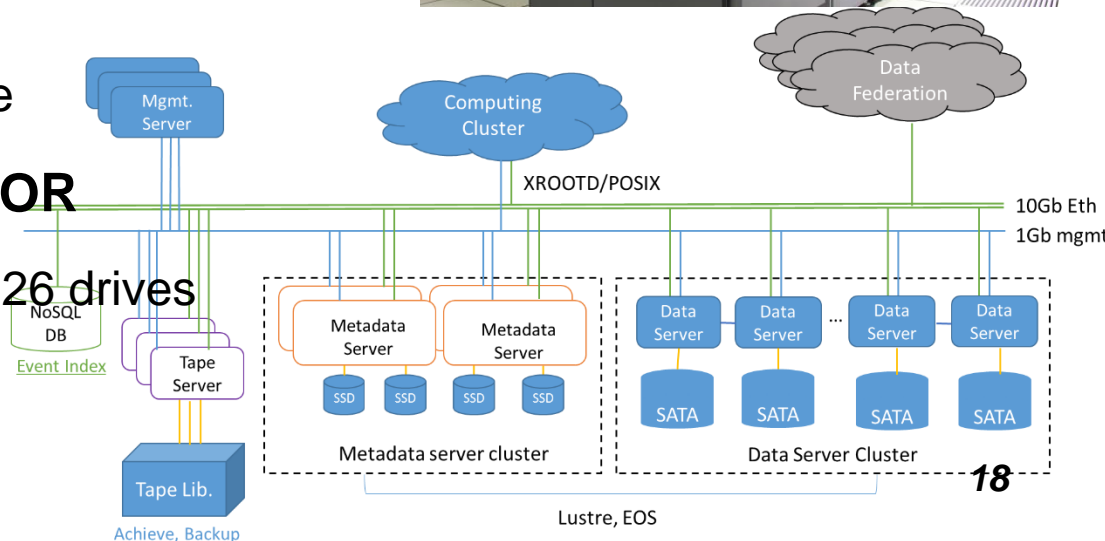 e
Mgmt.
Server
Computing
Cluster
Data
Federation
XROOTD/POSIX
OR
10Gb Eth
1Gb mgmt
26 drives
NoSQL
DB
Event Index
Tape
Server
Metadata
Server
Metadata
Server
Data
Server
Data
Server
...
Data
Server
Data
Server
SSD
SSD
SSD
SSD
SATA
SATA
SATA
SATA
Metadata server cluster
Data Server Cluster
18
Tape Lib.
Lustre, EOS
Achieve, Backup